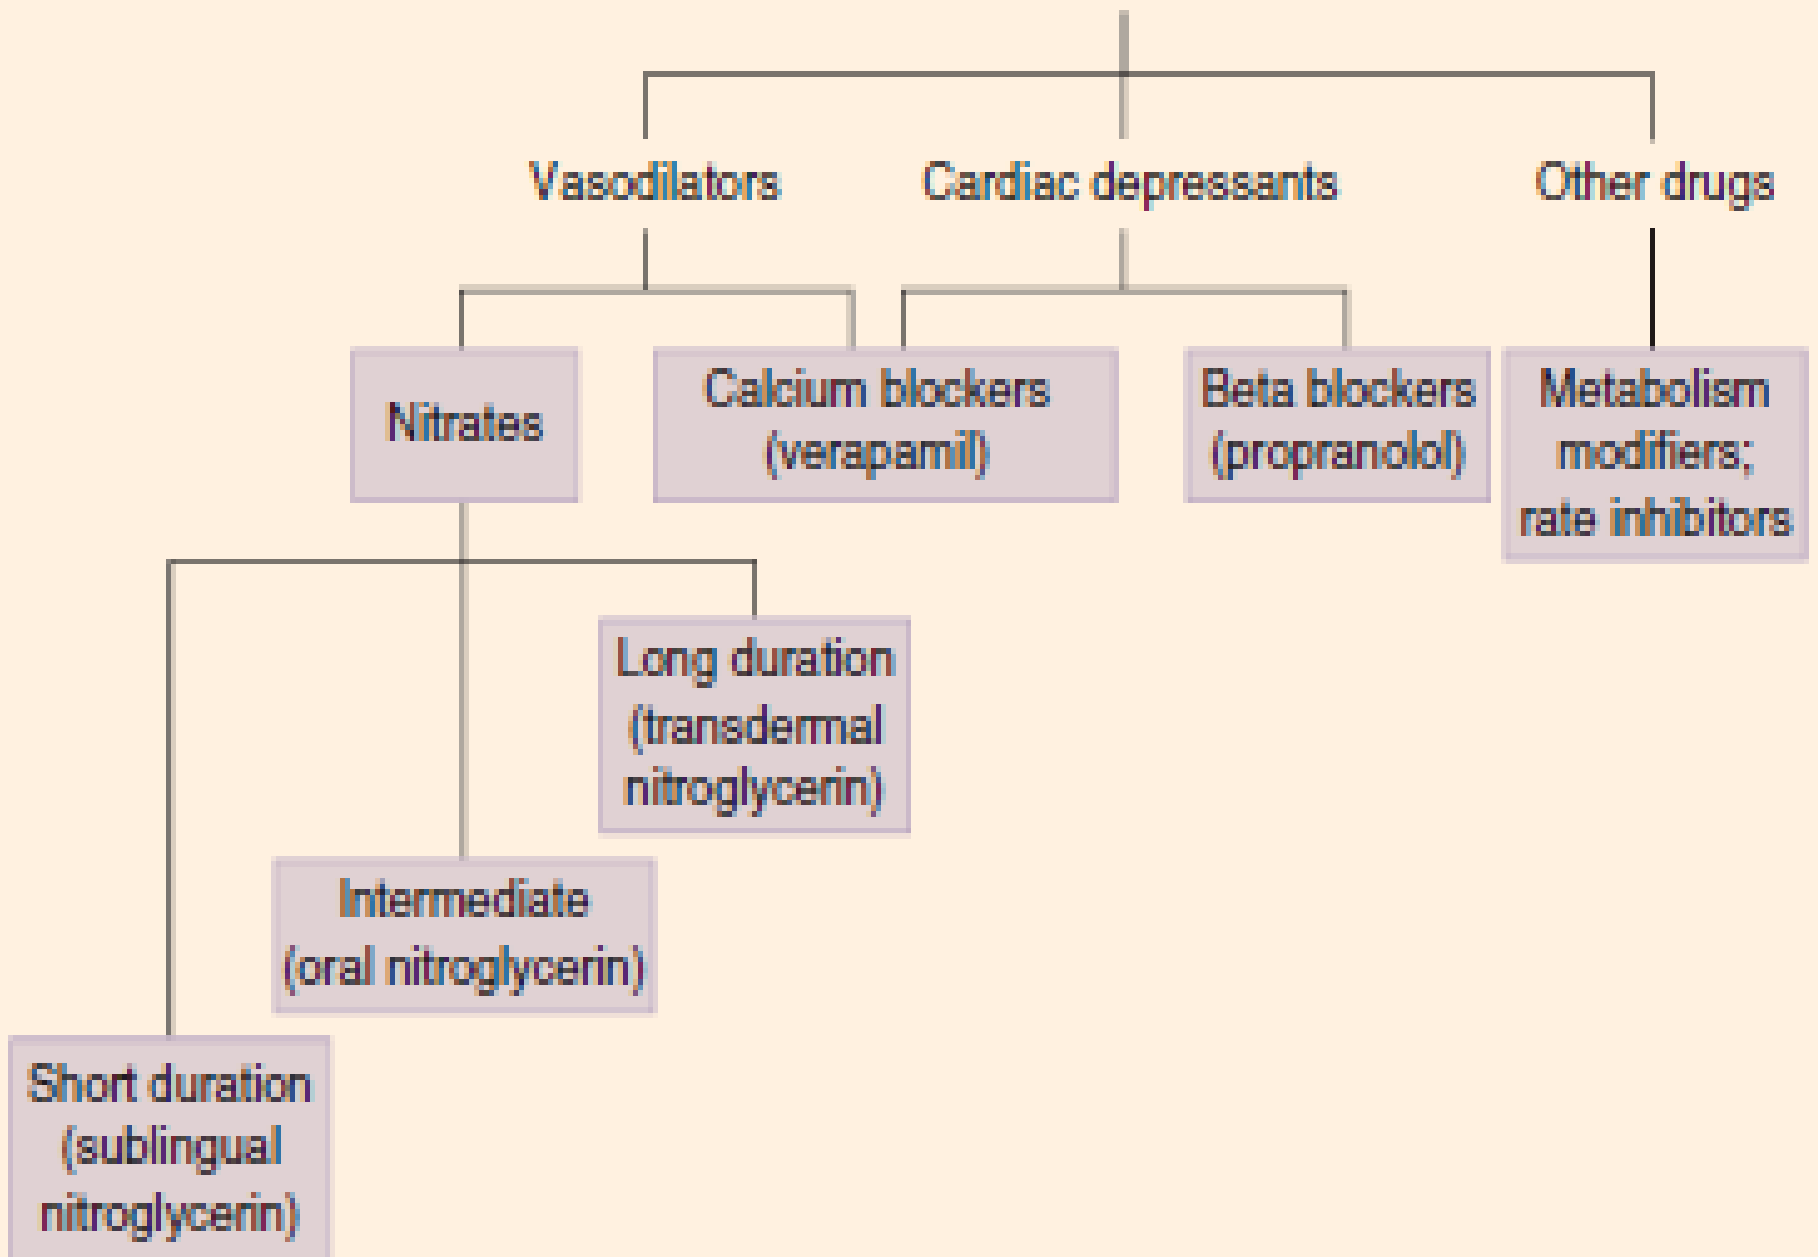 Vasodilators
Cardiac depressants
Other drugs
Nitrates
Calcium blockers
(verapamil)
Beta blockers
(propranolol)
Metabolism
modifiers;
rate inhibitors
Long duration
(transdermal
nitroglycerin)
Intermediate
(oral nitroglycerin)
Short duration
(sublingual
nitroglycerin)